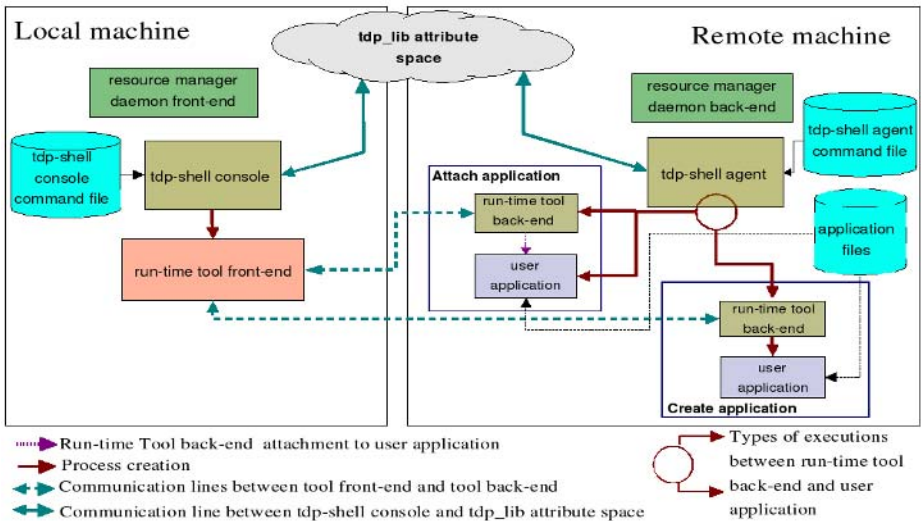 Local machine
tdp_lib attribute
space
Remote machine
resource manager
daemon front-end
resource manager
daemon back-end
tdp-shell
console
command file
tdp-shell console
tdp-shell agent
tdp-shell agent
command file
Attach application
run-time tool
back-end
user
application
application
files
run-time tool front-end
run-time tool
back-end
user
application
Create application
Run-time Tool back-end attachment to user application
Process creation
Communication lines between tool front-end and tool back-end
Communication line between tdp-shell console and tdp_lib attribute space
Types of executions
between run-time tool
back-end and user
application